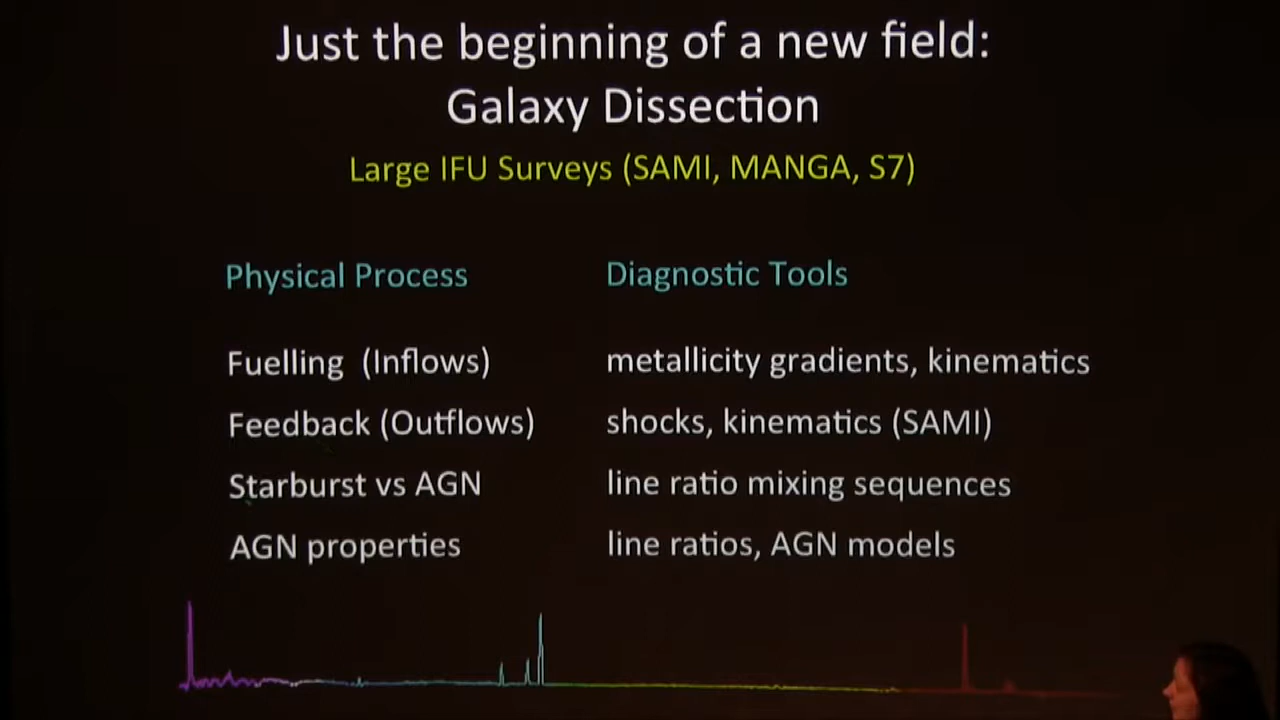 Just the beginning of a new field:
Galaxy Dissection
Large IFU Surveys (SAMI, MANGA, S7)
Physical Process Diagnostic Tools
Fuelling (Inflows) metallicity gradients, kinematics
Feedback (Outflows) shocks, kinematics (SAMI)
Starburst vs AGN line ratio mixing sequences
AGN properties line ratios, AGN models